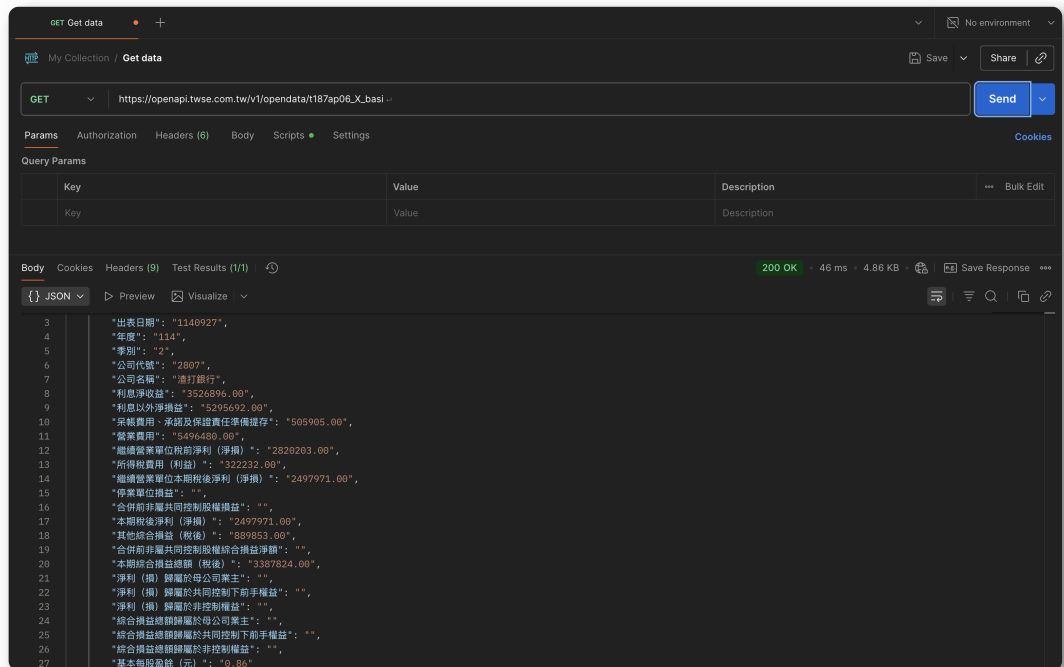 GET Get data
No environment
HTTP My Collection / Get data Save Share
GET https://openapi.twse.com.tw/v1/opendata/t187ap06_X_basi Send
Params Authorization Headers (6) Body Scripts Settings Cookies
Query Params
Key Value Description Bulk Edit
Key Value Description
Body Cookies Headers (9) Test Results (1/1) 200 OK 46 ms 4.86 KB Save Response
{} JSON Preview Visualize
3 "出表日期": "1140927",
4 "年度": "114",
5 "季別": "2",
6 "公司代號": "2807",
7 "公司名稱": "渣打銀行",
8 "利息淨收益": "3526896.00",
9 "利息以外淨損益": "5295692.00",
10 "呆帳費用、承諾及保證責任準備提存": "505905.00",
11 "營業費用": "5496480.00",
12 "繼續營業單位稅前淨利（淨損）": "2820203.00",
13 "所得稅費用（利益）": "322232.00",
14 "繼續營業單位本期稅後淨利（淨損）": "2497971.00",
15 "停業單位損益": "",
16 "合併前非屬共同控制股權損益": "",
17 "本期稅後淨利（淨損）": "2497971.00",
18 "其他綜合損益（稅後）": "889853.00",
19 "合併前非屬共同控制股權綜合損益淨額": "",
20 "本期綜合損益總額（稅後）": "3387824.00",
21 "淨利（損）歸屬於母公司業主": "",
22 "淨利（損）歸屬於共同控制下前手權益": "",
23 "淨利（損）歸屬於非控制權益": "",
24 "綜合損益總額歸屬於母公司業主": "",
25 "綜合損益總額歸屬於共同控制下前手權益": "",
26 "綜合損益總額歸屬於非控制權益": "",
27 "基本每股盈餘（元）": "0.86"